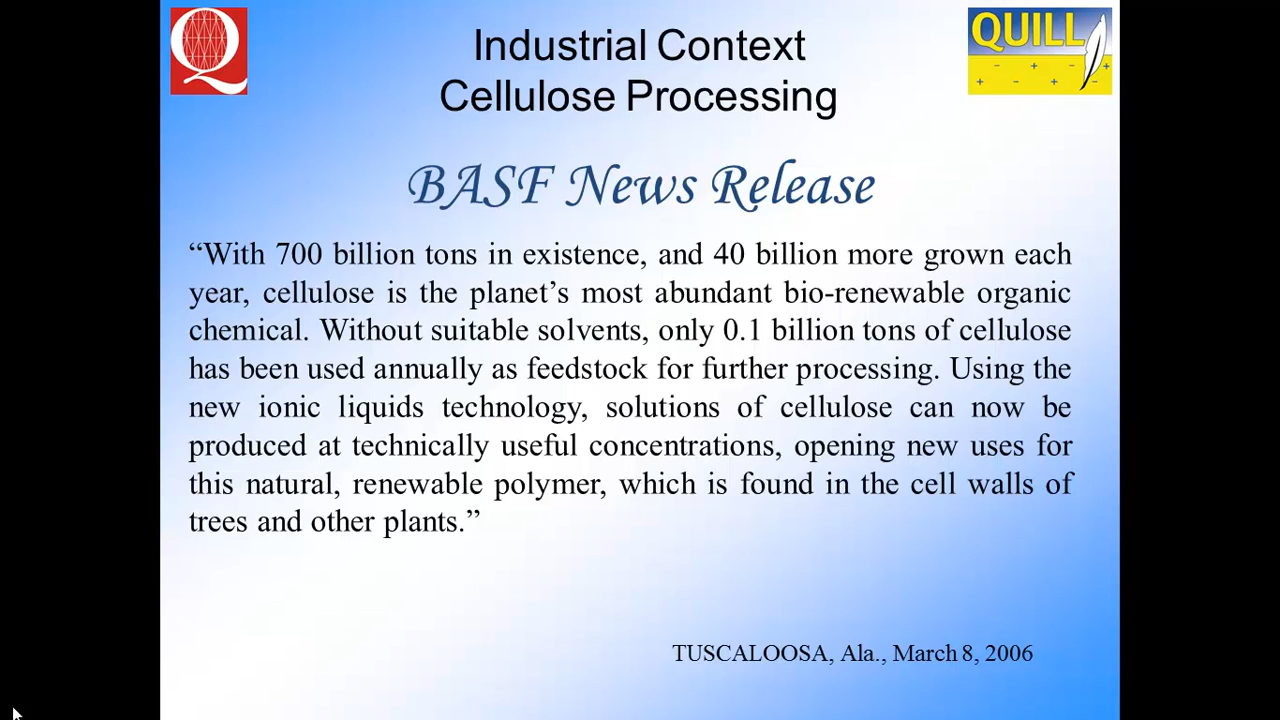 Industrial Context
Cellulose Processing
QUILL
BASF News Release
“With 700 billion tons in existence, and 40 billion more grown each
year, cellulose is the planet’s most abundant bio-renewable organic
chemical. Without suitable solvents, only 0.1 billion tons of cellulose
has been used annually as feedstock for further processing. Using the
new ionic liquids technology, solutions of cellulose can now be
produced at technically useful concentrations, opening new uses for
this natural, renewable polymer, which is found in the cell walls of
trees and other plants.”
TUSCALOOSA, Ala., March 8, 2006